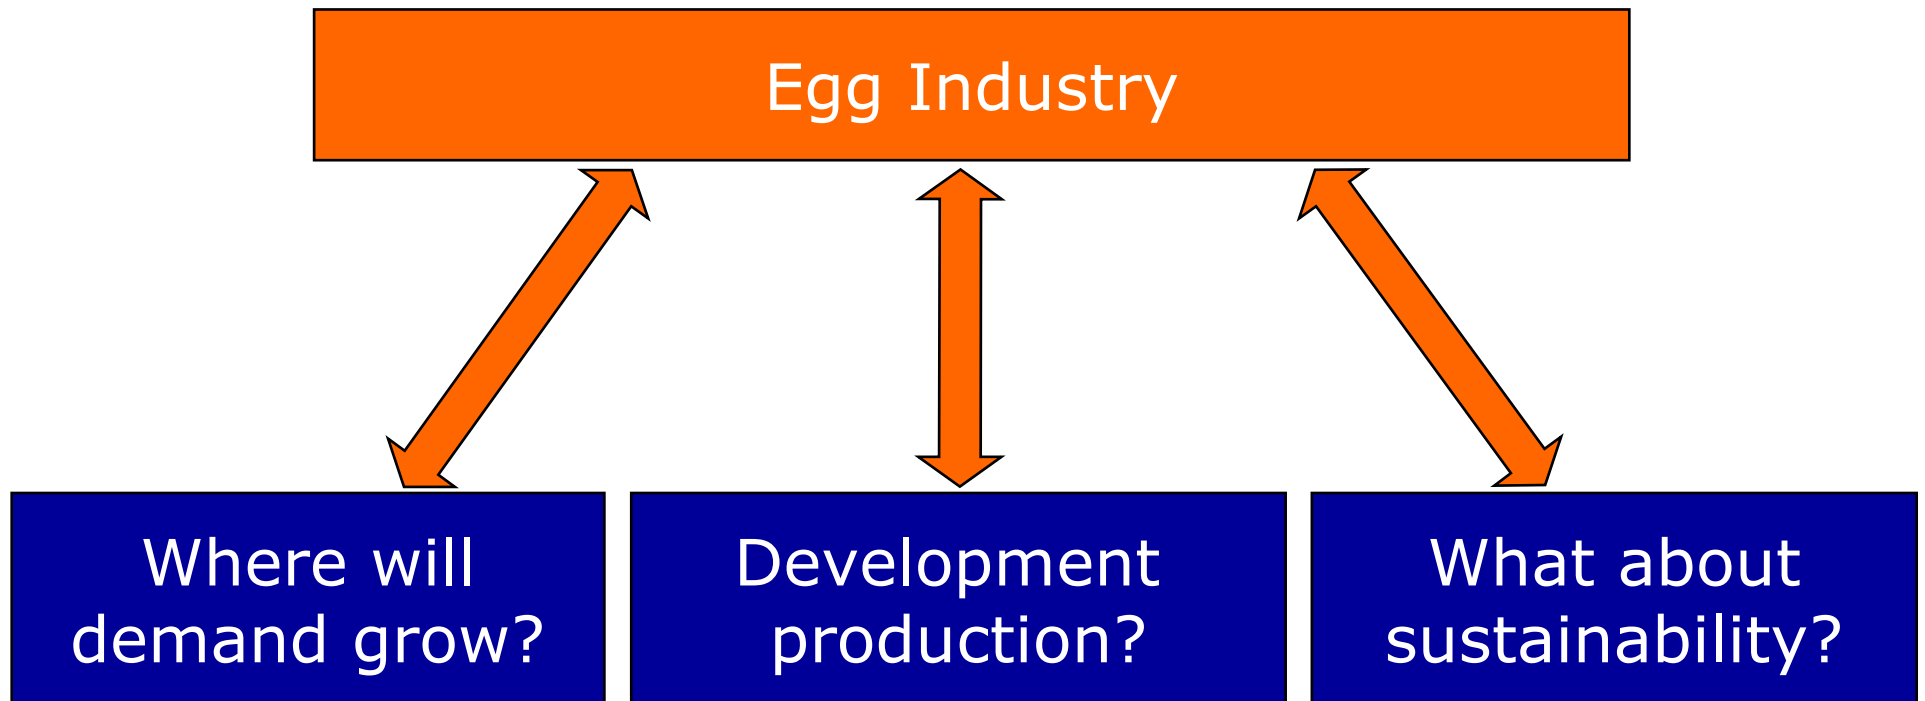 Egg Industry
Where will
demand grow?
Development
production?
What about
sustainability?